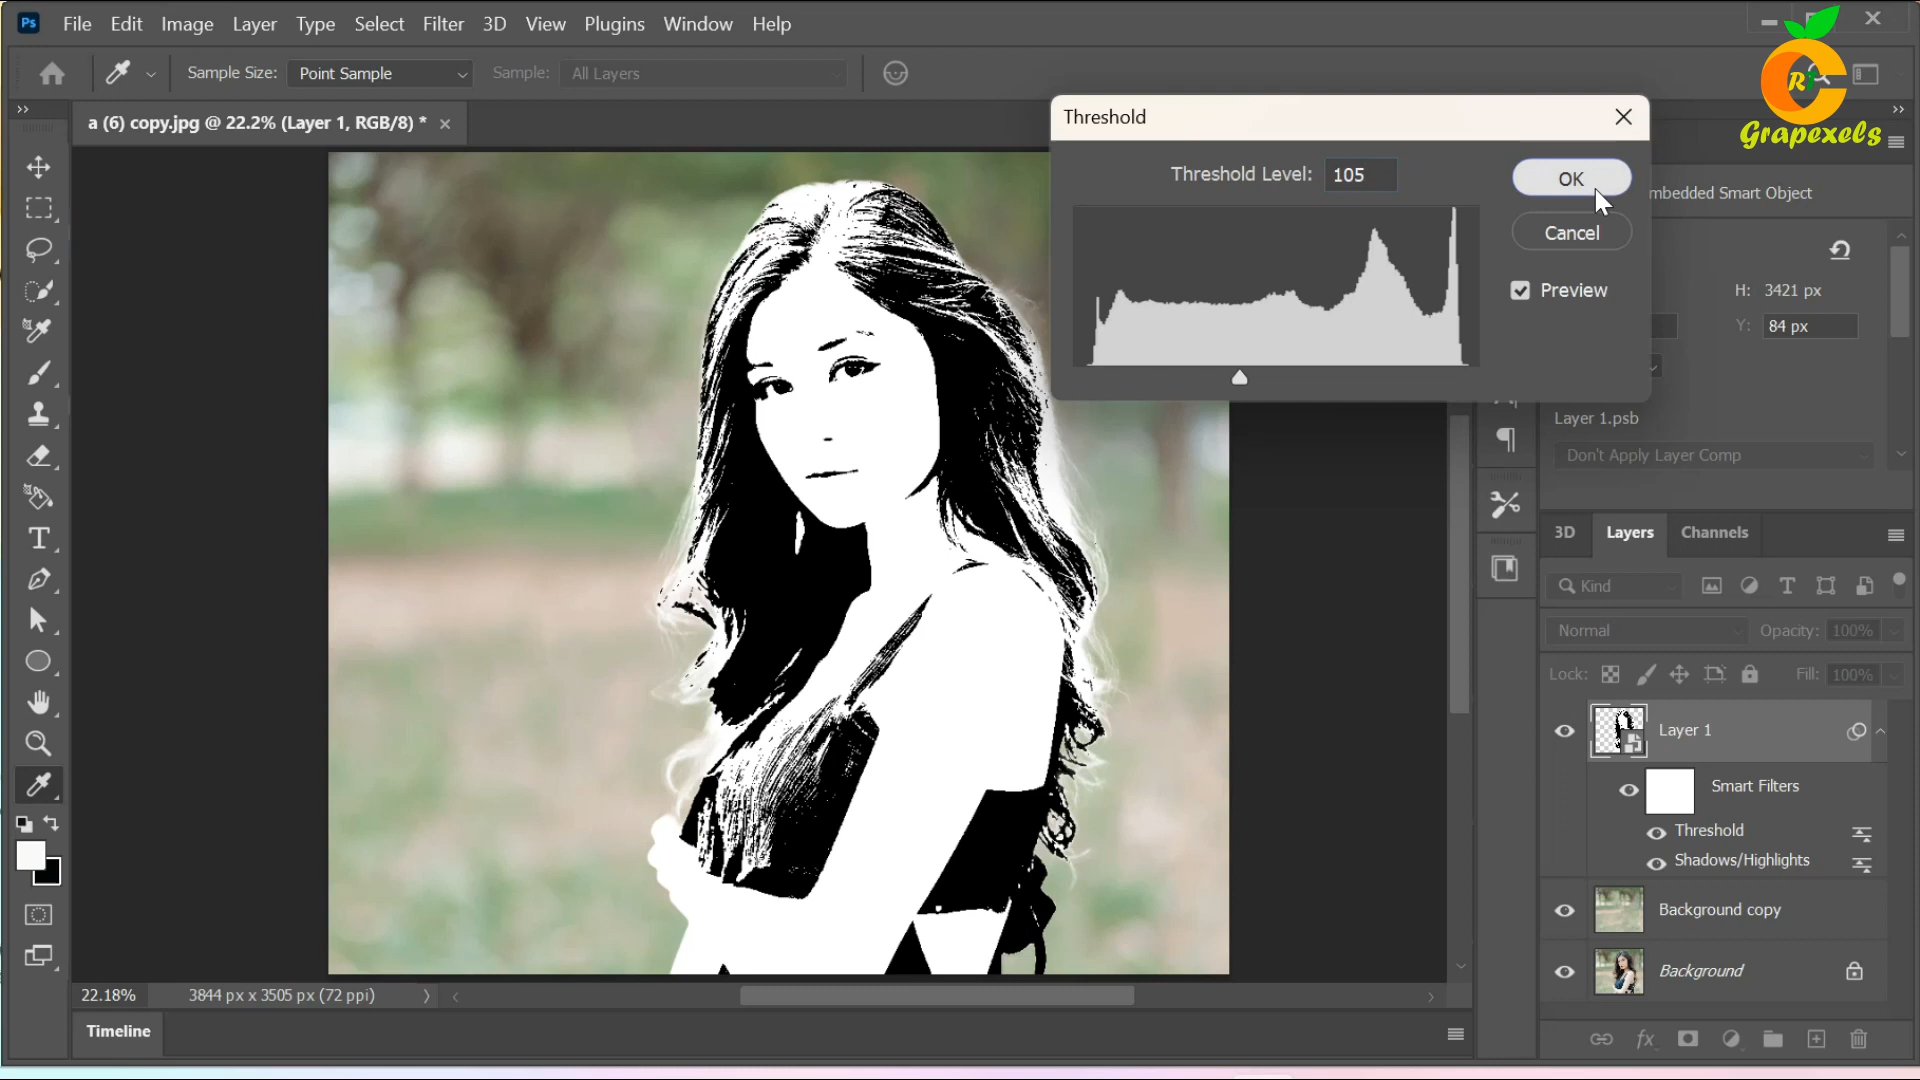 Ps File Edit Image Layer Type Select Filter 3D View Plugins Window Help
Sample Size: Point Sample Sample: All Layers
RT
Grapexels
a (6) copy.jpg @ 22.2% (Layer 1, RGB/8) *
Threshold
Threshold Level: 105
OK
Cancel
Preview
mbedded Smart Object
H: 3421 px
Y: 84 px
Layer 1.psb
Don't Apply Layer Comp
3D Layers Channels
Kind
Normal Opacity: 100%
Lock: Fill: 100%
Layer 1
Smart Filters
Threshold
Shadows/Highlights
Background copy
Background
22.18% 3844 px x 3505 px (72 ppi)
Timeline